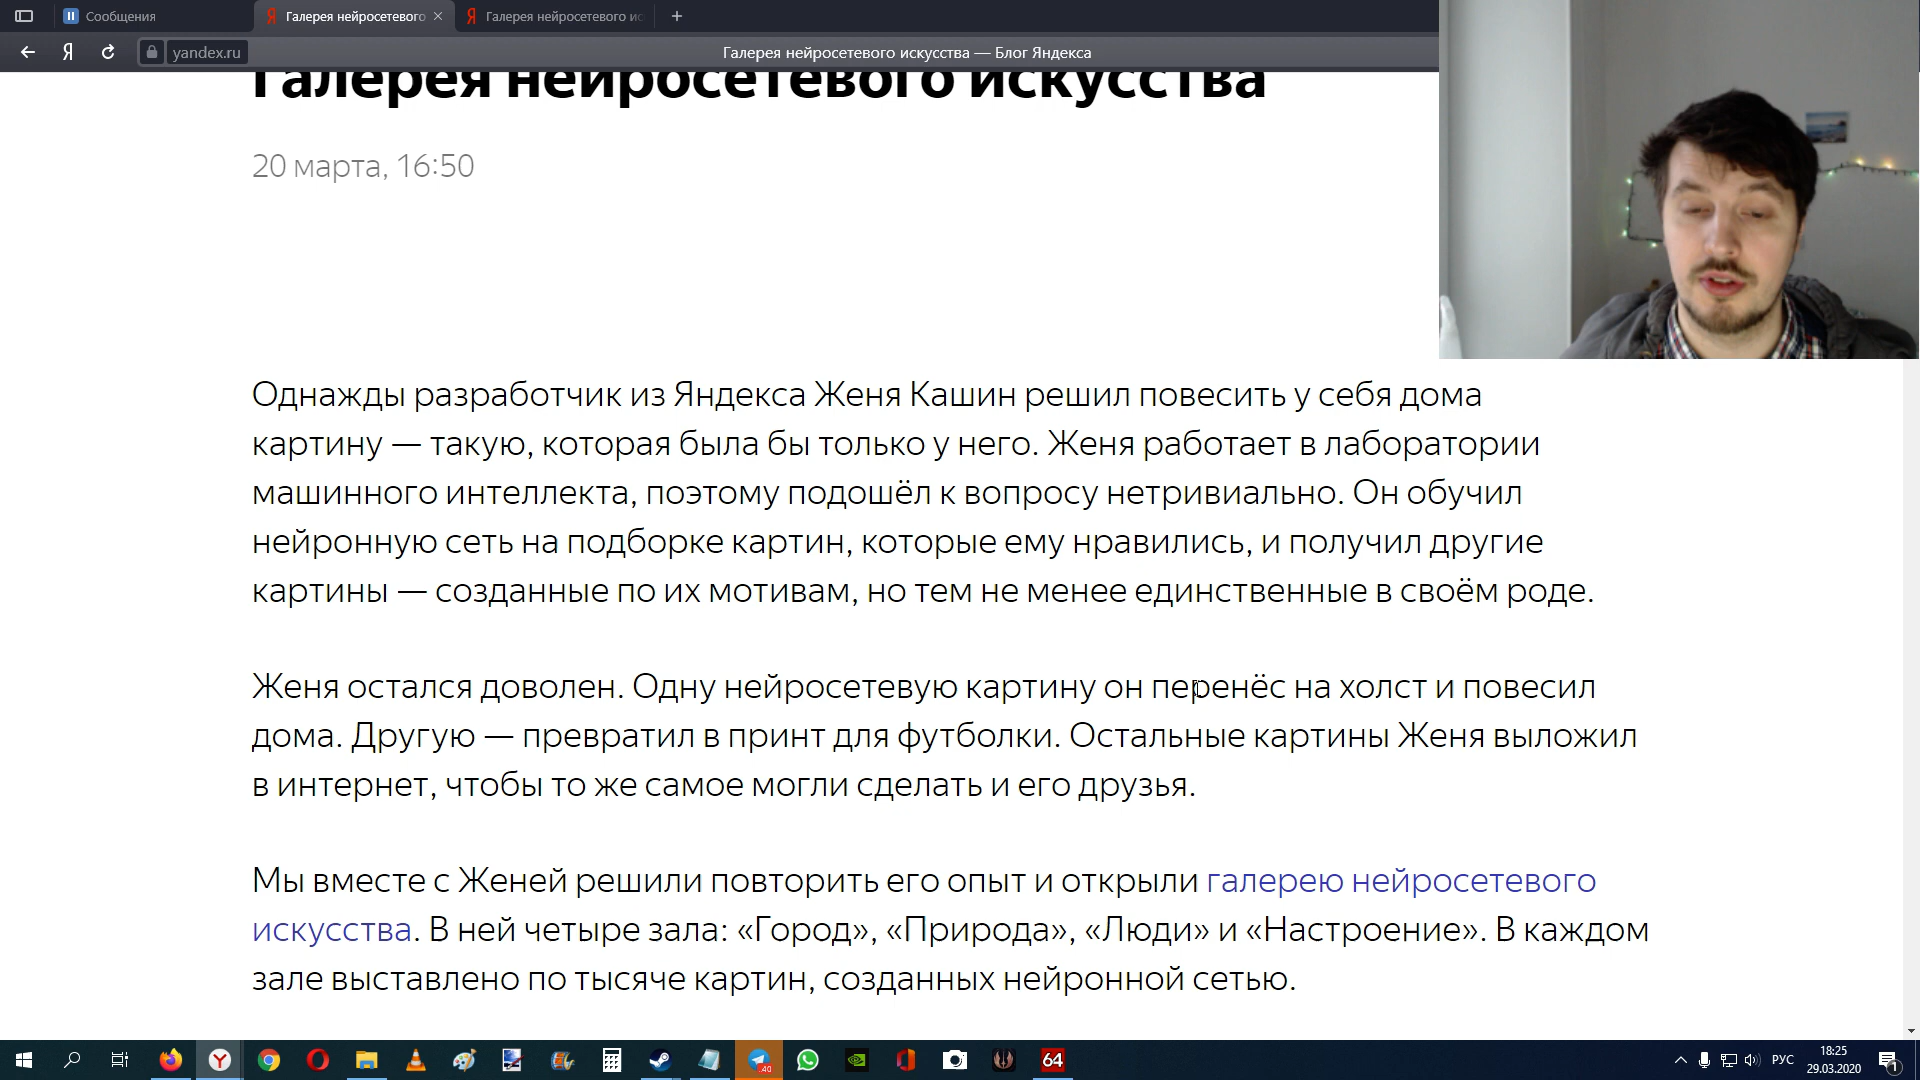 Сообщения
Галерея нейросетевого
Галерея нейросетевого ис
yandex.ru
Галерея нейросетевого искусства — Блог Яндекса
Галерея нейросетевого искусства
20 марта, 16:50
Однажды разработчик из Яндекса Женя Кашин решил повесить у себя дома
картину — такую, которая была бы только у него. Женя работает в лаборатории
машинного интеллекта, поэтому подошёл к вопросу нетривиально. Он обучил
нейронную сеть на подборке картин, которые ему нравились, и получил другие
картины — созданные по их мотивам, но тем не менее единственные в своём роде.
Женя остался доволен. Одну нейросетевую картину он перенёс на холст и повесил
дома. Другую — превратил в принт для футболки. Остальные картины Женя выложил
в интернет, чтобы то же самое могли сделать и его друзья.
Мы вместе с Женей решили повторить его опыт и открыли галерею нейросетевого
искусства. В ней четыре зала: «Город», «Природа», «Люди» и «Настроение». В каждом
зале выставлено по тысяче картин, созданных нейронной сетью.
40
64
РУС
18:25
29.03.2020
1